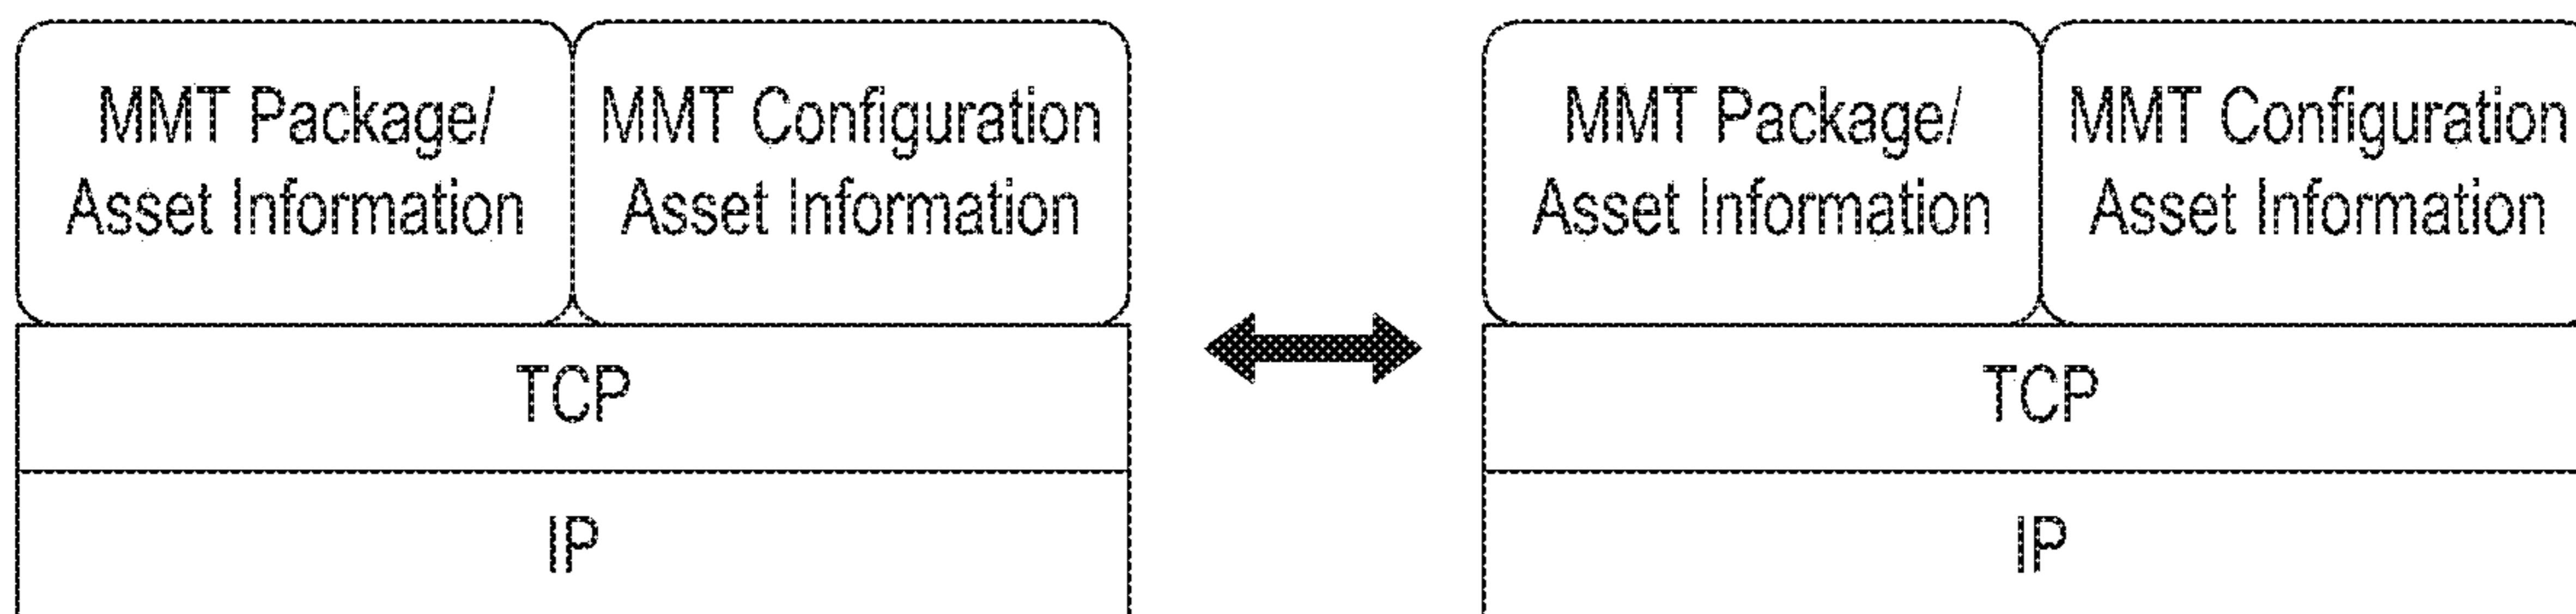 MMT Package/
Asset Information
MMT Configuration
Asset Information
TCP
IP
MMT Package/
Asset Information
MMT Configuration
Asset Information
TCP
IP